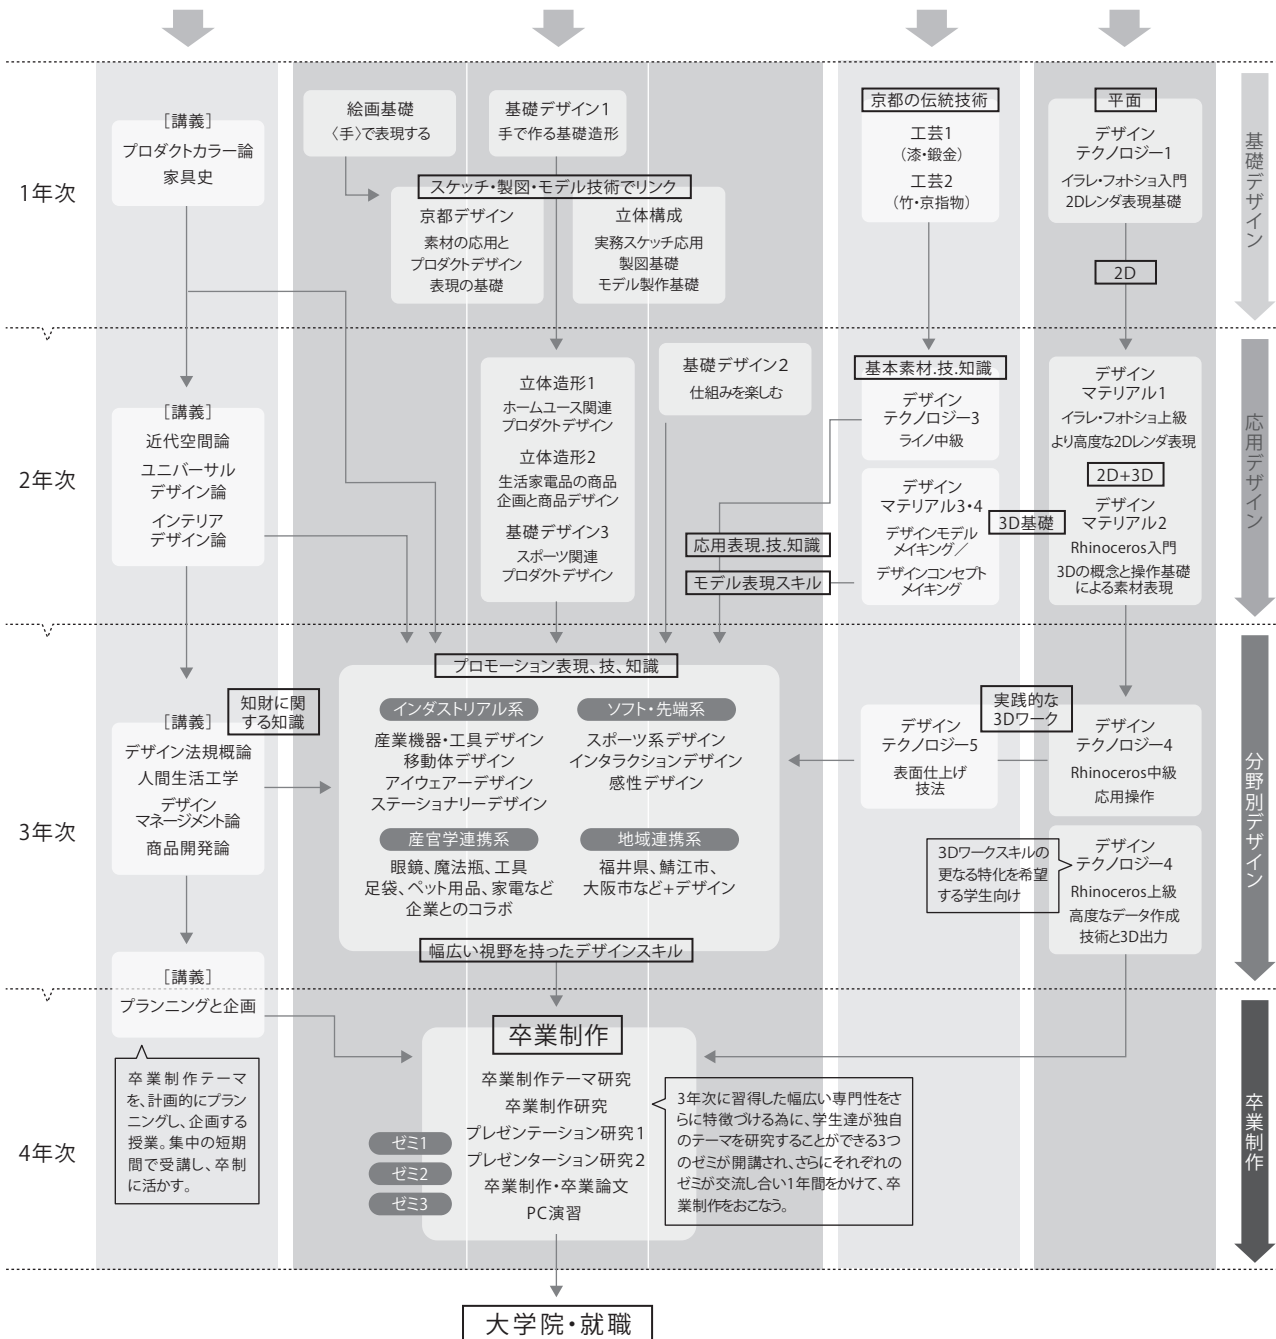 1年次
［講義］
プロダクトカラー論
家具史
絵画基礎
〈手〉で表現する
基礎デザイン1
手で作る基礎造形
スケッチ・製図・モデル技術でリンク
京都デザイン
素材の応用と
プロダクトデザイン
表現の基礎
立体構成
実務スケッチ応用
製図基礎
モデル製作基礎
京都の伝統技術
工芸1
（漆・鍛金）
工芸2
（竹・京指物）
平面
デザイン
テクノロジー1
イラレ・フォトショ入門
2Dレンダ表現基礎
2D
基礎デザイン
2年次
［講義］
近代空間論
ユニバーサル
デザイン論
インテリア
デザイン論
立体造形1
ホームユース関連
プロダクトデザイン
立体造形2
生活家電品の商品
企画と商品デザイン
基礎デザイン3
スポーツ関連
プロダクトデザイン
基礎デザイン2
仕組みを楽しむ
応用表現.技.知識
モデル表現スキル
基本素材.技.知識
デザイン
テクノロジー3
ライノ中級
デザイン
マテリアル3・4
デザインモデル
メイキング／
デザインコンセプト
メイキング
3D基礎
デザイン
マテリアル1
イラレ・フォトショ上級
より高度な2Dレンダ表現
2D+3D
デザイン
マテリアル2
Rhinoceros入門
3Dの概念と操作基礎
による素材表現
応用デザイン
3年次
知財に関
する知識
［講義］
デザイン法規概論
人間生活工学
デザイン
マネージメント論
商品開発論
プロモーション表現、技、知識
インダストリアル系
産業機器・工具デザイン
移動体デザイン
アイウェアーデザイン
ステーショナリーデザイン
ソフト・先端系
スポーツ系デザイン
インタラクションデザイン
感性デザイン
産官学連携系
眼鏡、魔法瓶、工具
足袋、ペット用品、家電など
企業とのコラボ
地域連携系
福井県、鯖江市、
大阪市など+デザイン
幅広い視野を持ったデザインスキル
実践的な
3Dワーク
デザイン
テクノロジー5
表面仕上げ
技法
デザイン
テクノロジー4
Rhinoceros中級
応用操作
3Dワークスキルの
更なる特化を希望
する学生向け
デザイン
テクノロジー4
Rhinoceros上級
高度なデータ作成
技術と3D出力
分野別デザイン
［講義］
プランニングと企画
4年次
卒業制作テーマ
を、計画的にプラン
ニングし、企画する
授業。集中の短期
間で受講し、卒制
に活かす。
卒業制作
卒業制作テーマ研究
卒業制作研究
プレゼンテーション研究1
プレゼンターション研究2
卒業制作・卒業論文
PC演習
ゼミ1
ゼミ2
ゼミ3
3年次に習得した幅広い専門性をさ
らに特徴づける為に、学生達が独自
のテーマを研究することができる3つ
のゼミが開講され、さらにそれぞれの
ゼミが交流し合い1年間をかけて、卒
業制作をおこなう。
卒業制作
大学院・就職